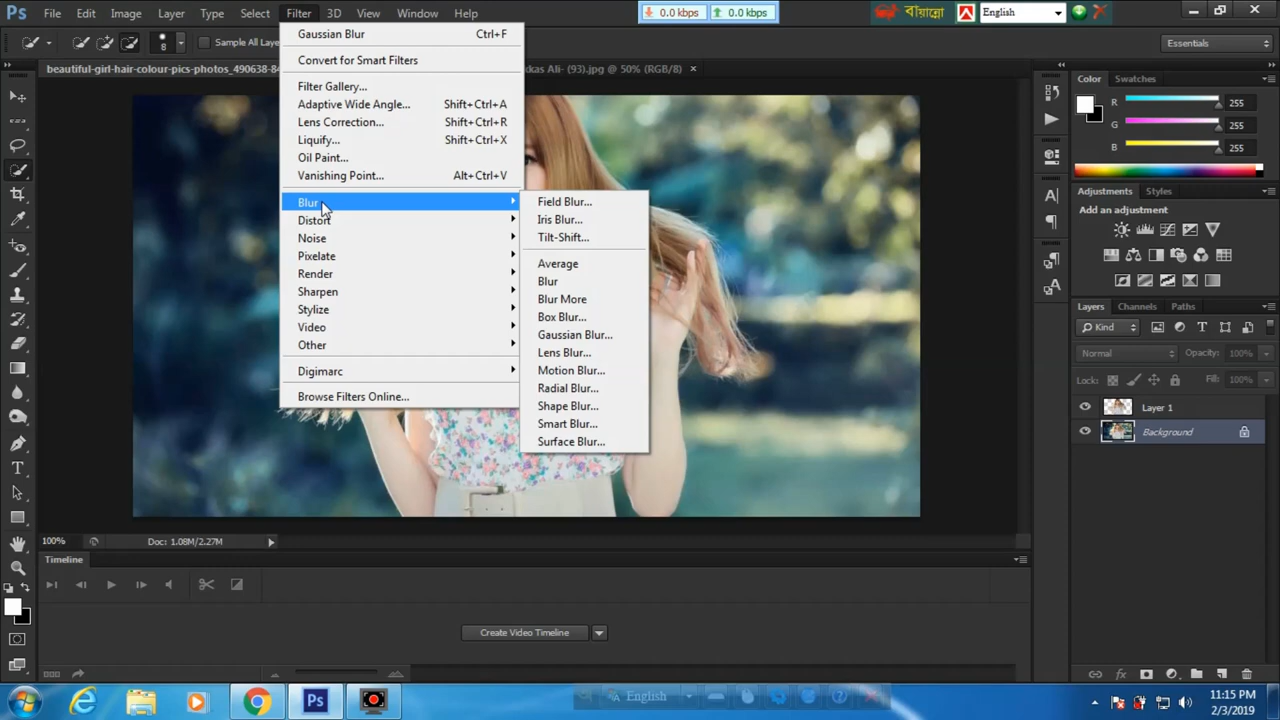 Ps File Edit Image Layer Type Select Filter 3D View Window Help
0.0 kbps 0.0 kbps
বাংলা English
8 Sample All Laye
Essentials
beautiful-girl-hair-colour-pics-photos_490638-84
kkas Ali- (93).jpg @ 50% (RGB/8) ×
Gaussian Blur Ctrl+F
Convert for Smart Filters
Filter Gallery...
Adaptive Wide Angle... Shift+Ctrl+A
Lens Correction... Shift+Ctrl+R
Liquify... Shift+Ctrl+X
Oil Paint...
Vanishing Point... Alt+Ctrl+V
Blur
Distort
Noise
Pixelate
Render
Sharpen
Stylize
Video
Other
Digimarc
Browse Filters Online...
Field Blur...
Iris Blur...
Tilt-Shift...
Average
Blur
Blur More
Box Blur...
Gaussian Blur...
Lens Blur...
Motion Blur...
Radial Blur...
Shape Blur...
Smart Blur...
Surface Blur...
Color Swatches
R 255
G 255
B 255
Adjustments Styles
Add an adjustment
Layers Channels Paths
Kind
Normal Opacity: 100%
Lock: Fill: 100%
Layer 1
Background
100% Doc: 1.08M/2.27M
Timeline
Create Video Timeline
Ps English
11:15 PM
2/3/2019